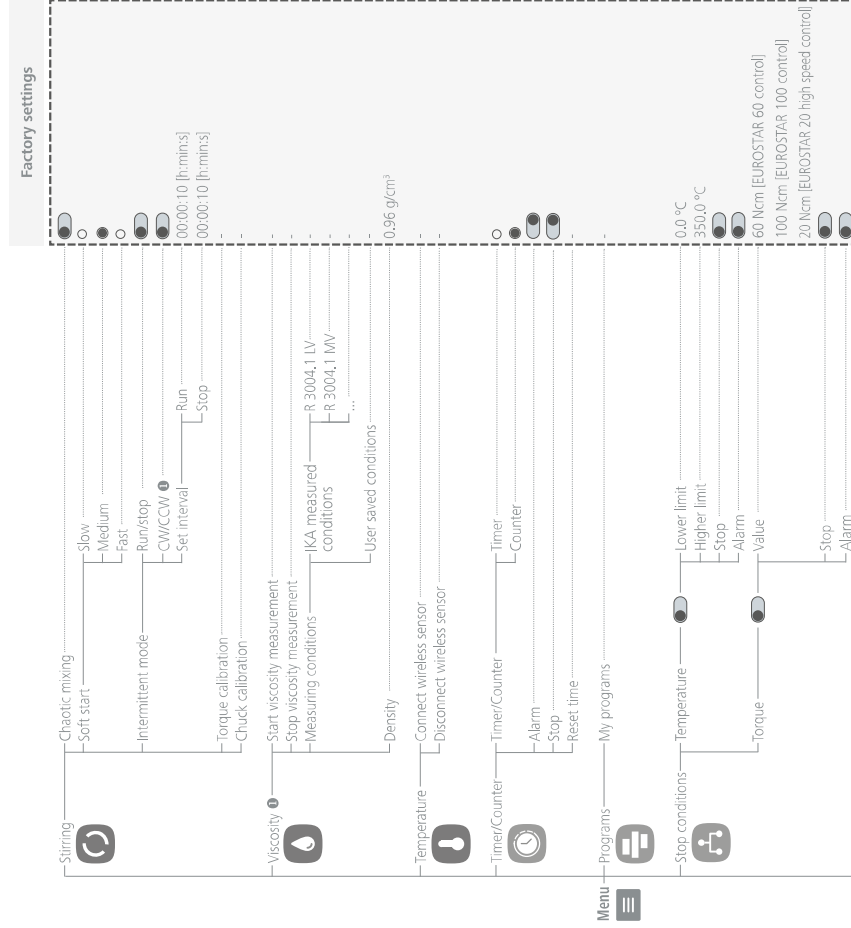 Factory settings
Menu
Stirring
Chaotic mixing
Soft start
Slow
Medium
Fast
Intermittent mode
Run/stop
CW/CCW 1
Set interval
Run
00:00:10 [h:min:s]
Stop
00:00:10 [h:min:s]
Torque calibration
-
Chuck calibration
-
Viscosity 1
Start viscosity measurement
-
Stop viscosity measurement
-
Measuring conditions
IKA measured
conditions
R 3004.1 LV
-
R 3004.1 MV
-
...
-
User saved conditions
-
Density
0.96 g/cm³
Temperature
Connect wireless sensor
-
Disconnect wireless sensor
-
Timer/Counter
Timer/Counter
Timer
Counter
Alarm
Stop
Reset time
-
Programs
My programs
-
Stop conditions
Temperature
Lower limit
0.0 °C
Higher limit
350.0 °C
Stop
Alarm
Torque
Value
60 Ncm [EUROSTAR 60 control]
100 Ncm [EUROSTAR 100 control]
20 Ncm [EUROSTAR 20 high speed control]
Stop
Alarm